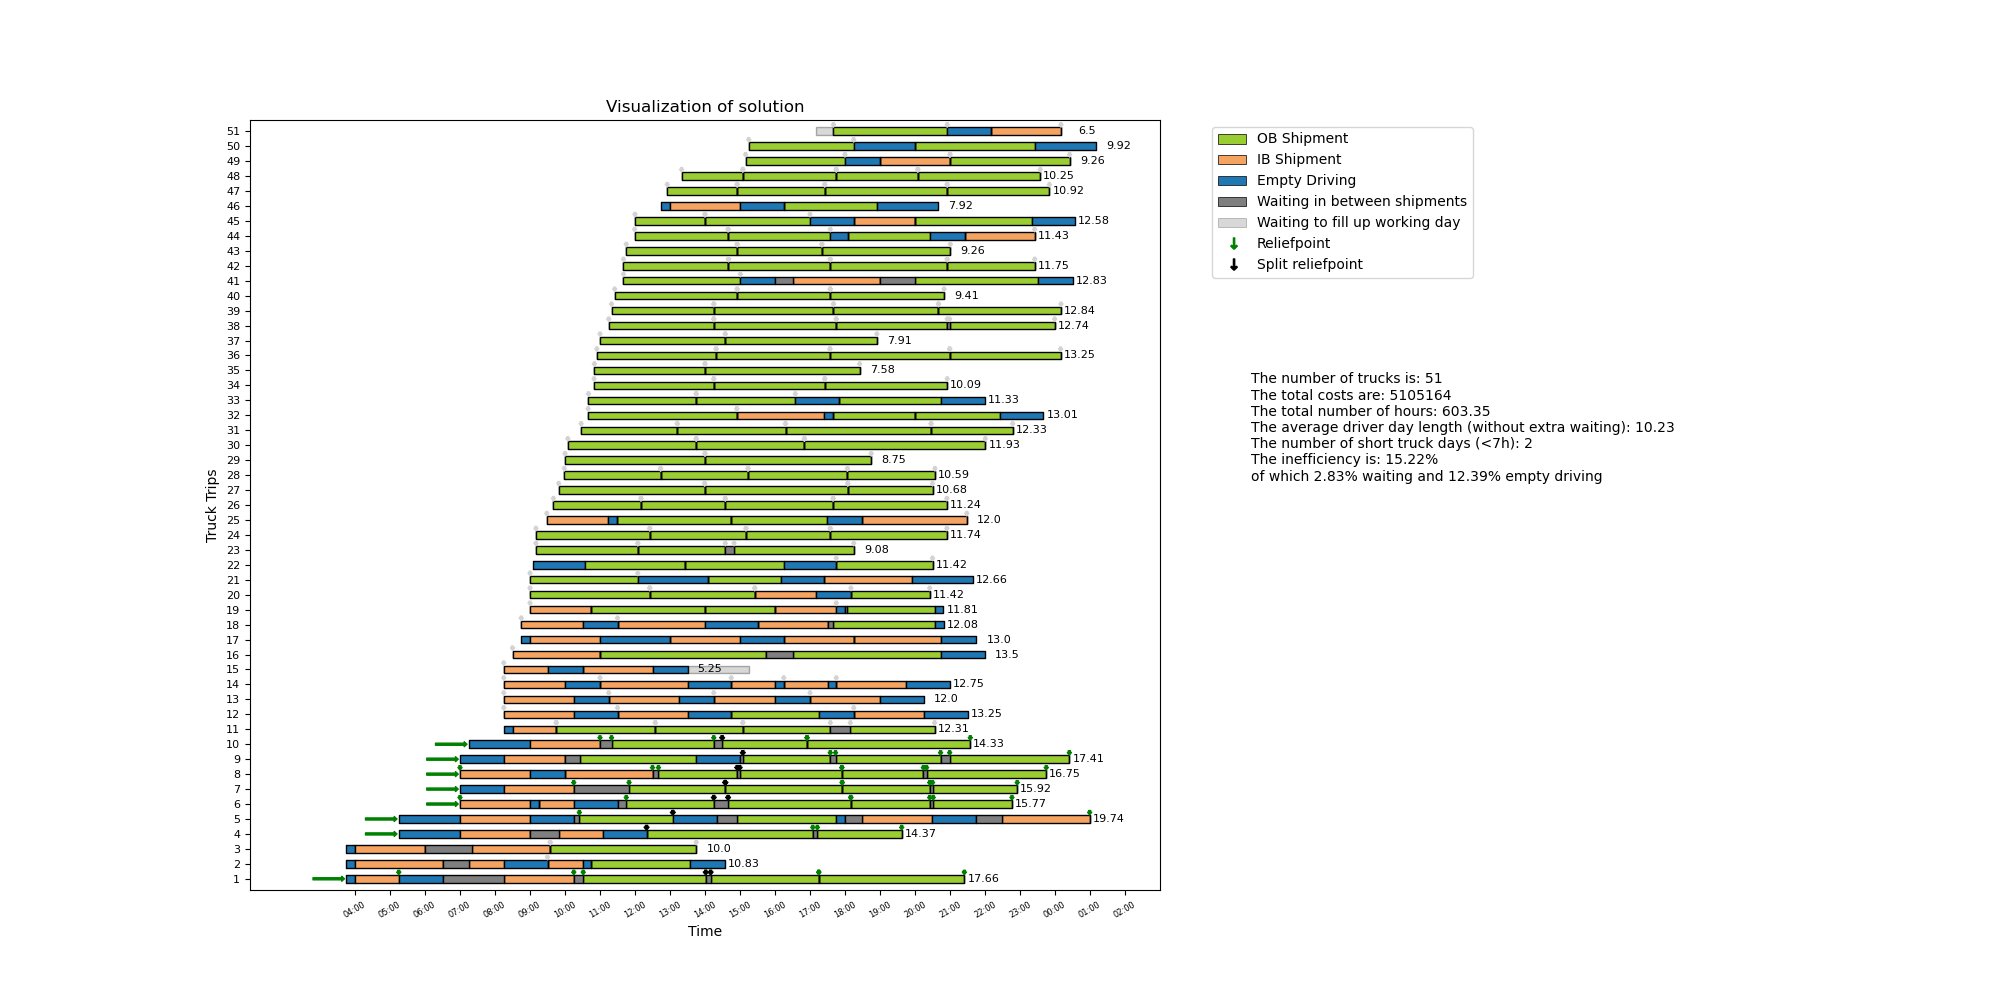 Visualization of solution
51 6.5
50 9.92
49 9.26
48 10.25
47 10.92
46 7.92
45 12.58
44 11.43
43 9.26
42 11.75
41 12.83
40 9.41
39 12.84
38 12.74
37 7.91
36 13.25
35 7.58
34 10.09
33 11.33
32 13.01
31 12.33
30 11.93
29 8.75
28 10.59
27 10.68
26 11.24
25 12.0
24 11.74
23 9.08
22 11.42
21 12.66
20 11.42
19 11.81
18 12.08
17 13.0
16 13.5
15 5.25
14 12.75
13 12.0
12 13.25
11 12.31
10 14.33
9 17.41
8 16.75
7 15.92
6 15.77
5 19.74
4 14.37
3 10.0
2 10.83
1 17.66
Truck Trips
04:00 05:00 06:00 07:00 08:00 09:00 10:00 11:00 12:00 13:00 14:00 15:00 16:00 17:00 18:00 19:00 20:00 21:00 22:00 23:00 00:00 01:00 02:00
Time
OB Shipment
IB Shipment
Empty Driving
Waiting in between shipments
Waiting to fill up working day
Reliefpoint
Split reliefpoint
The number of trucks is: 51
The total costs are: 5105164
The total number of hours: 603.35
The average driver day length (without extra waiting): 10.23
The number of short truck days (<7h): 2
The inefficiency is: 15.22%
of which 2.83% waiting and 12.39% empty driving